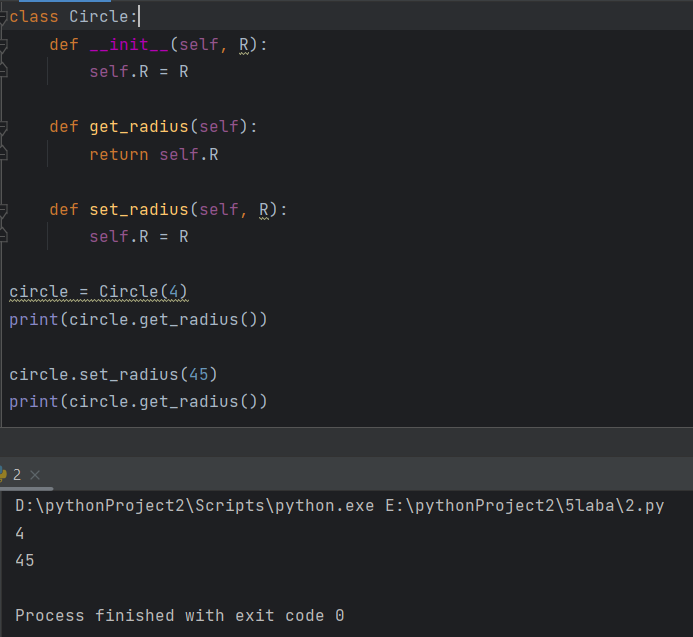 class Circle:
    def __init__(self, R):
        self.R = R

    def get_radius(self):
        return self.R

    def set_radius(self, R):
        self.R = R

circle = Circle(4)
print(circle.get_radius())

circle.set_radius(45)
print(circle.get_radius())

2
D:\pythonProject2\Scripts\python.exe E:\pythonProject2\5laba\2.py
4
45

Process finished with exit code 0